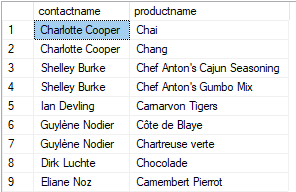 contactname productname
1 Charlotte Cooper Chai
2 Charlotte Cooper Chang
3 Shelley Burke Chef Anton's Cajun Seasoning
4 Shelley Burke Chef Anton's Gumbo Mix
5 Ian Devling Carnarvon Tigers
6 Guylène Nodier Côte de Blaye
7 Guylène Nodier Chartreuse verte
8 Dirk Luchte Chocolade
9 Eliane Noz Camembert Pierrot